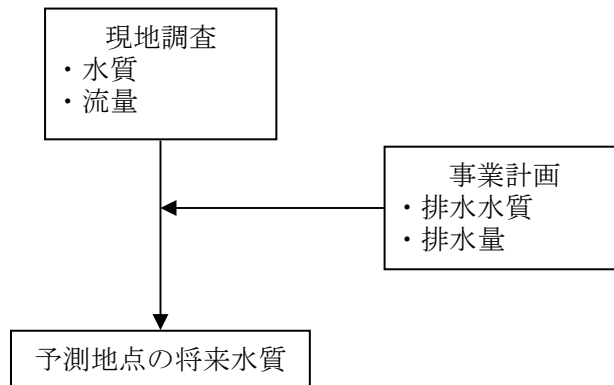 現地調査
・水質
・流量
事業計画
・排水水質
・排水量
予測地点の将来水質